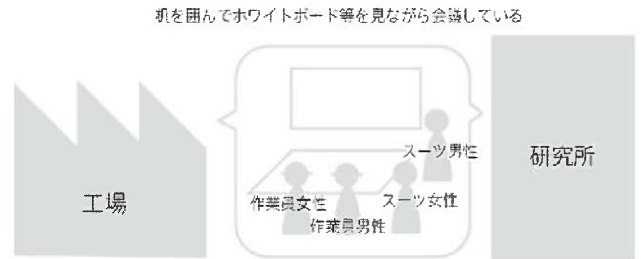 机を囲んでホワイトボード等を見ながら会議している
スーツ男性
研究所
工場
作業員女性
スーツ女性
作業員男性